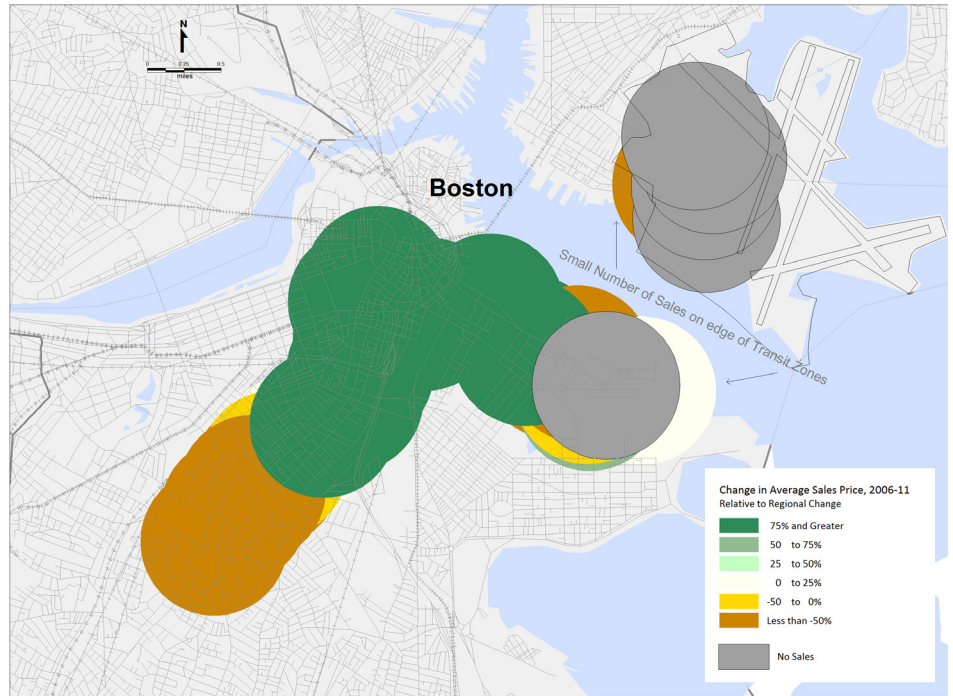 N
0 0.25 0.5
miles
Boston
Small Number of Sales on edge of Transit Zones
Change in Average Sales Price, 2006-11
Relative to Regional Change
75% and Greater
50 to 75%
25 to 50%
0 to 25%
-50 to 0%
Less than -50%
No Sales